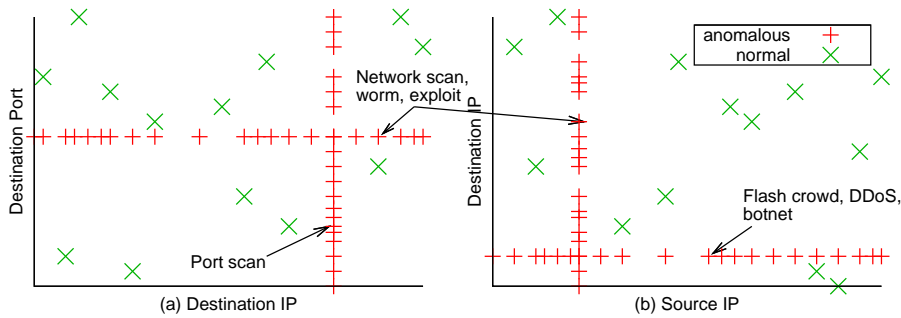 Destination Port
Network scan,
worm, exploit
Port scan
(a) Destination IP
Destination IP
anomalous
normal
Flash crowd, DDoS,
botnet
(b) Source IP